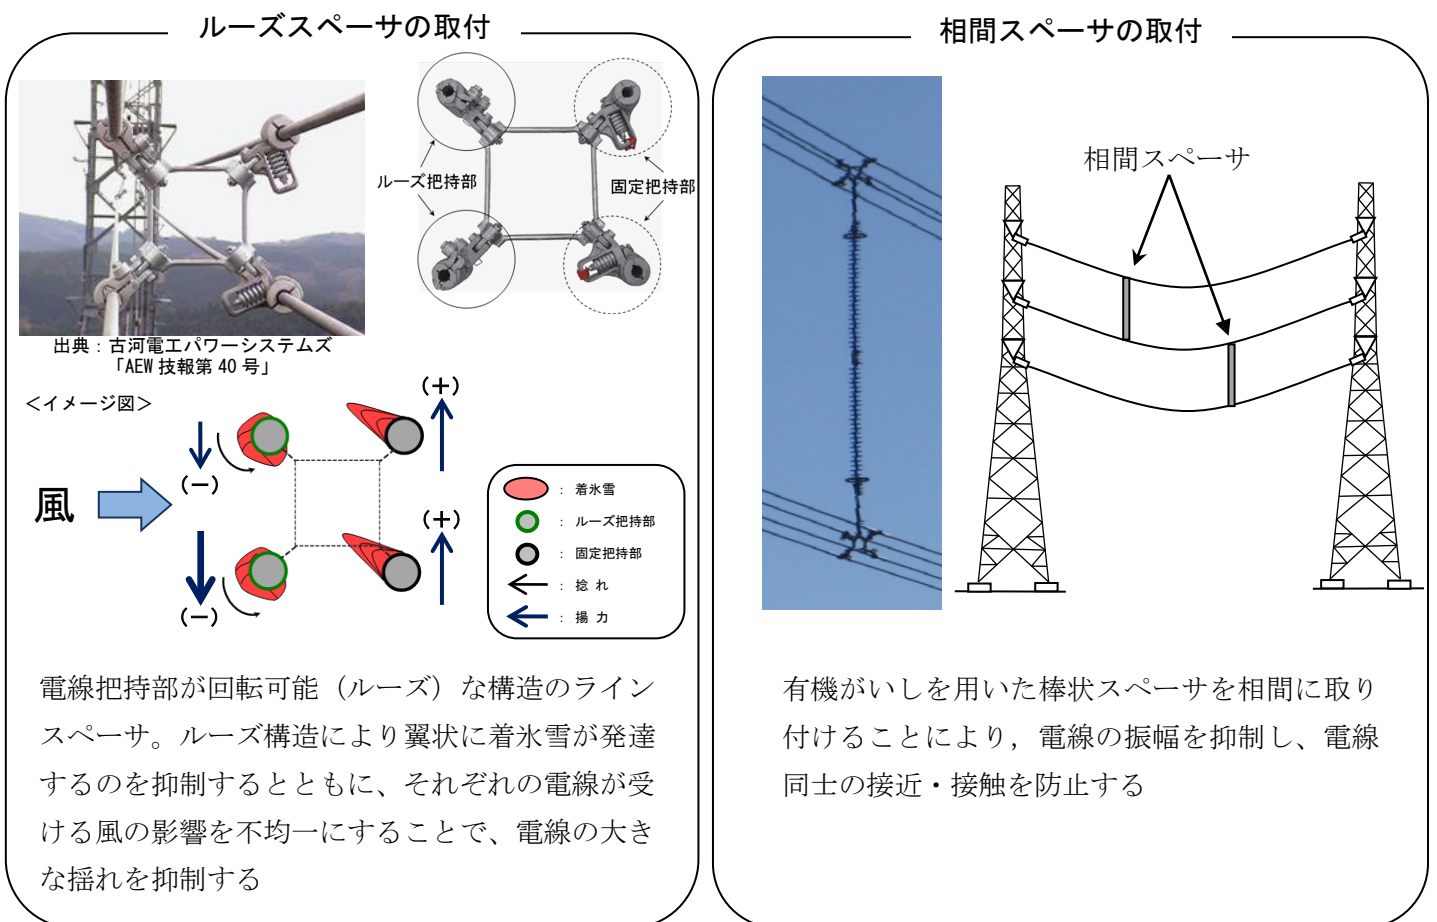 ルーズスペーサの取付
ルーズ把持部
固定把持部
出典：古河電工パワーシステムズ
「AEW 技報第 40 号」
＜イメージ図＞
風
(－)
(＋)
(－)
(＋)
： 着氷雪
： ルーズ把持部
： 固定把持部
： 捻 れ
： 揚 力
電線把持部が回転可能（ルーズ）な構造のライン
スペーサ。ルーズ構造により翼状に着氷雪が発達
するのを抑制するとともに、それぞれの電線が受
ける風の影響を不均一にすることで、電線の大き
な揺れを抑制する
相間スペーサの取付
相間スペーサ
有機がいしを用いた棒状スペーサを相間に取り
付けることにより，電線の振幅を抑制し、電線
同士の接近・接触を防止する